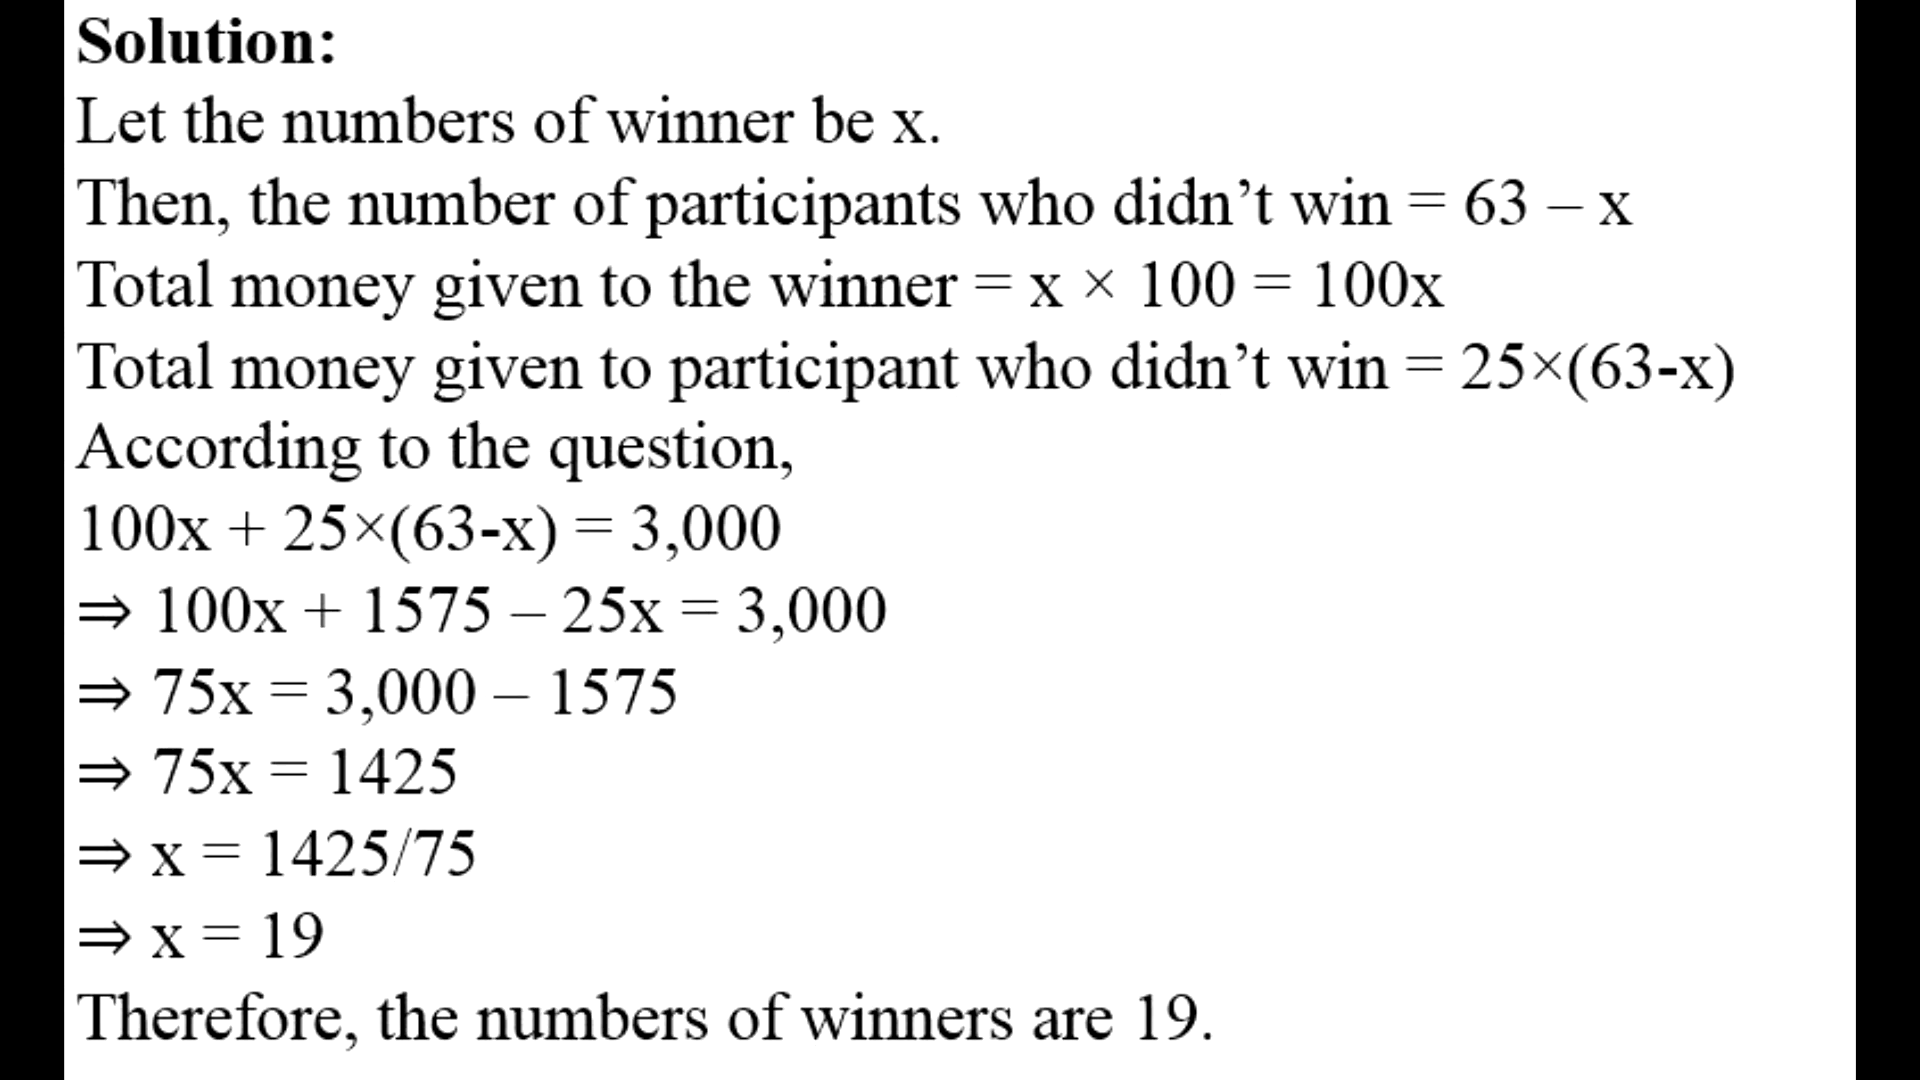 Solution:
Let the numbers of winner be x.
Then, the number of participants who didn’t win = 63 – x
Total money given to the winner = x × 100 = 100x
Total money given to participant who didn’t win = 25×(63-x)
According to the question,
100x + 25×(63-x) = 3,000
⇒ 100x + 1575 – 25x = 3,000
⇒ 75x = 3,000 – 1575
⇒ 75x = 1425
⇒ x = 1425/75
⇒ x = 19
Therefore, the numbers of winners are 19.